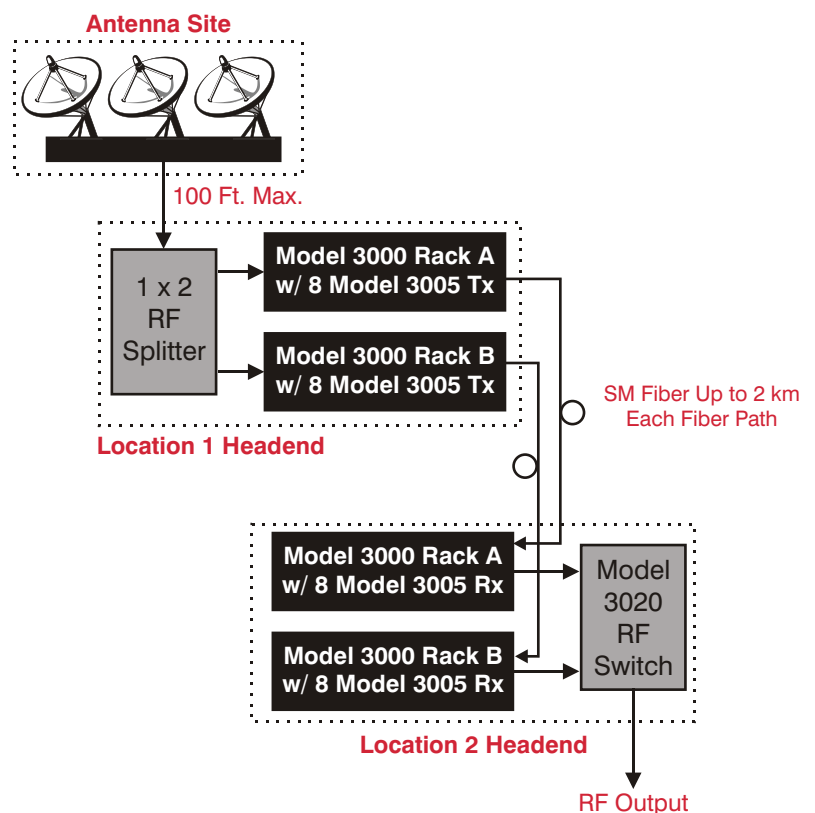 Antenna Site
100 Ft. Max.
1 x 2
RF
Splitter
Model 3000 Rack A
w/ 8 Model 3005 Tx
Model 3000 Rack B
w/ 8 Model 3005 Tx
SM Fiber Up to 2 km
Each Fiber Path
Location 1 Headend
Model 3000 Rack A
w/ 8 Model 3005 Rx
Model 3000 Rack B
w/ 8 Model 3005 Rx
Model
3020
RF
Switch
Location 2 Headend
RF Output